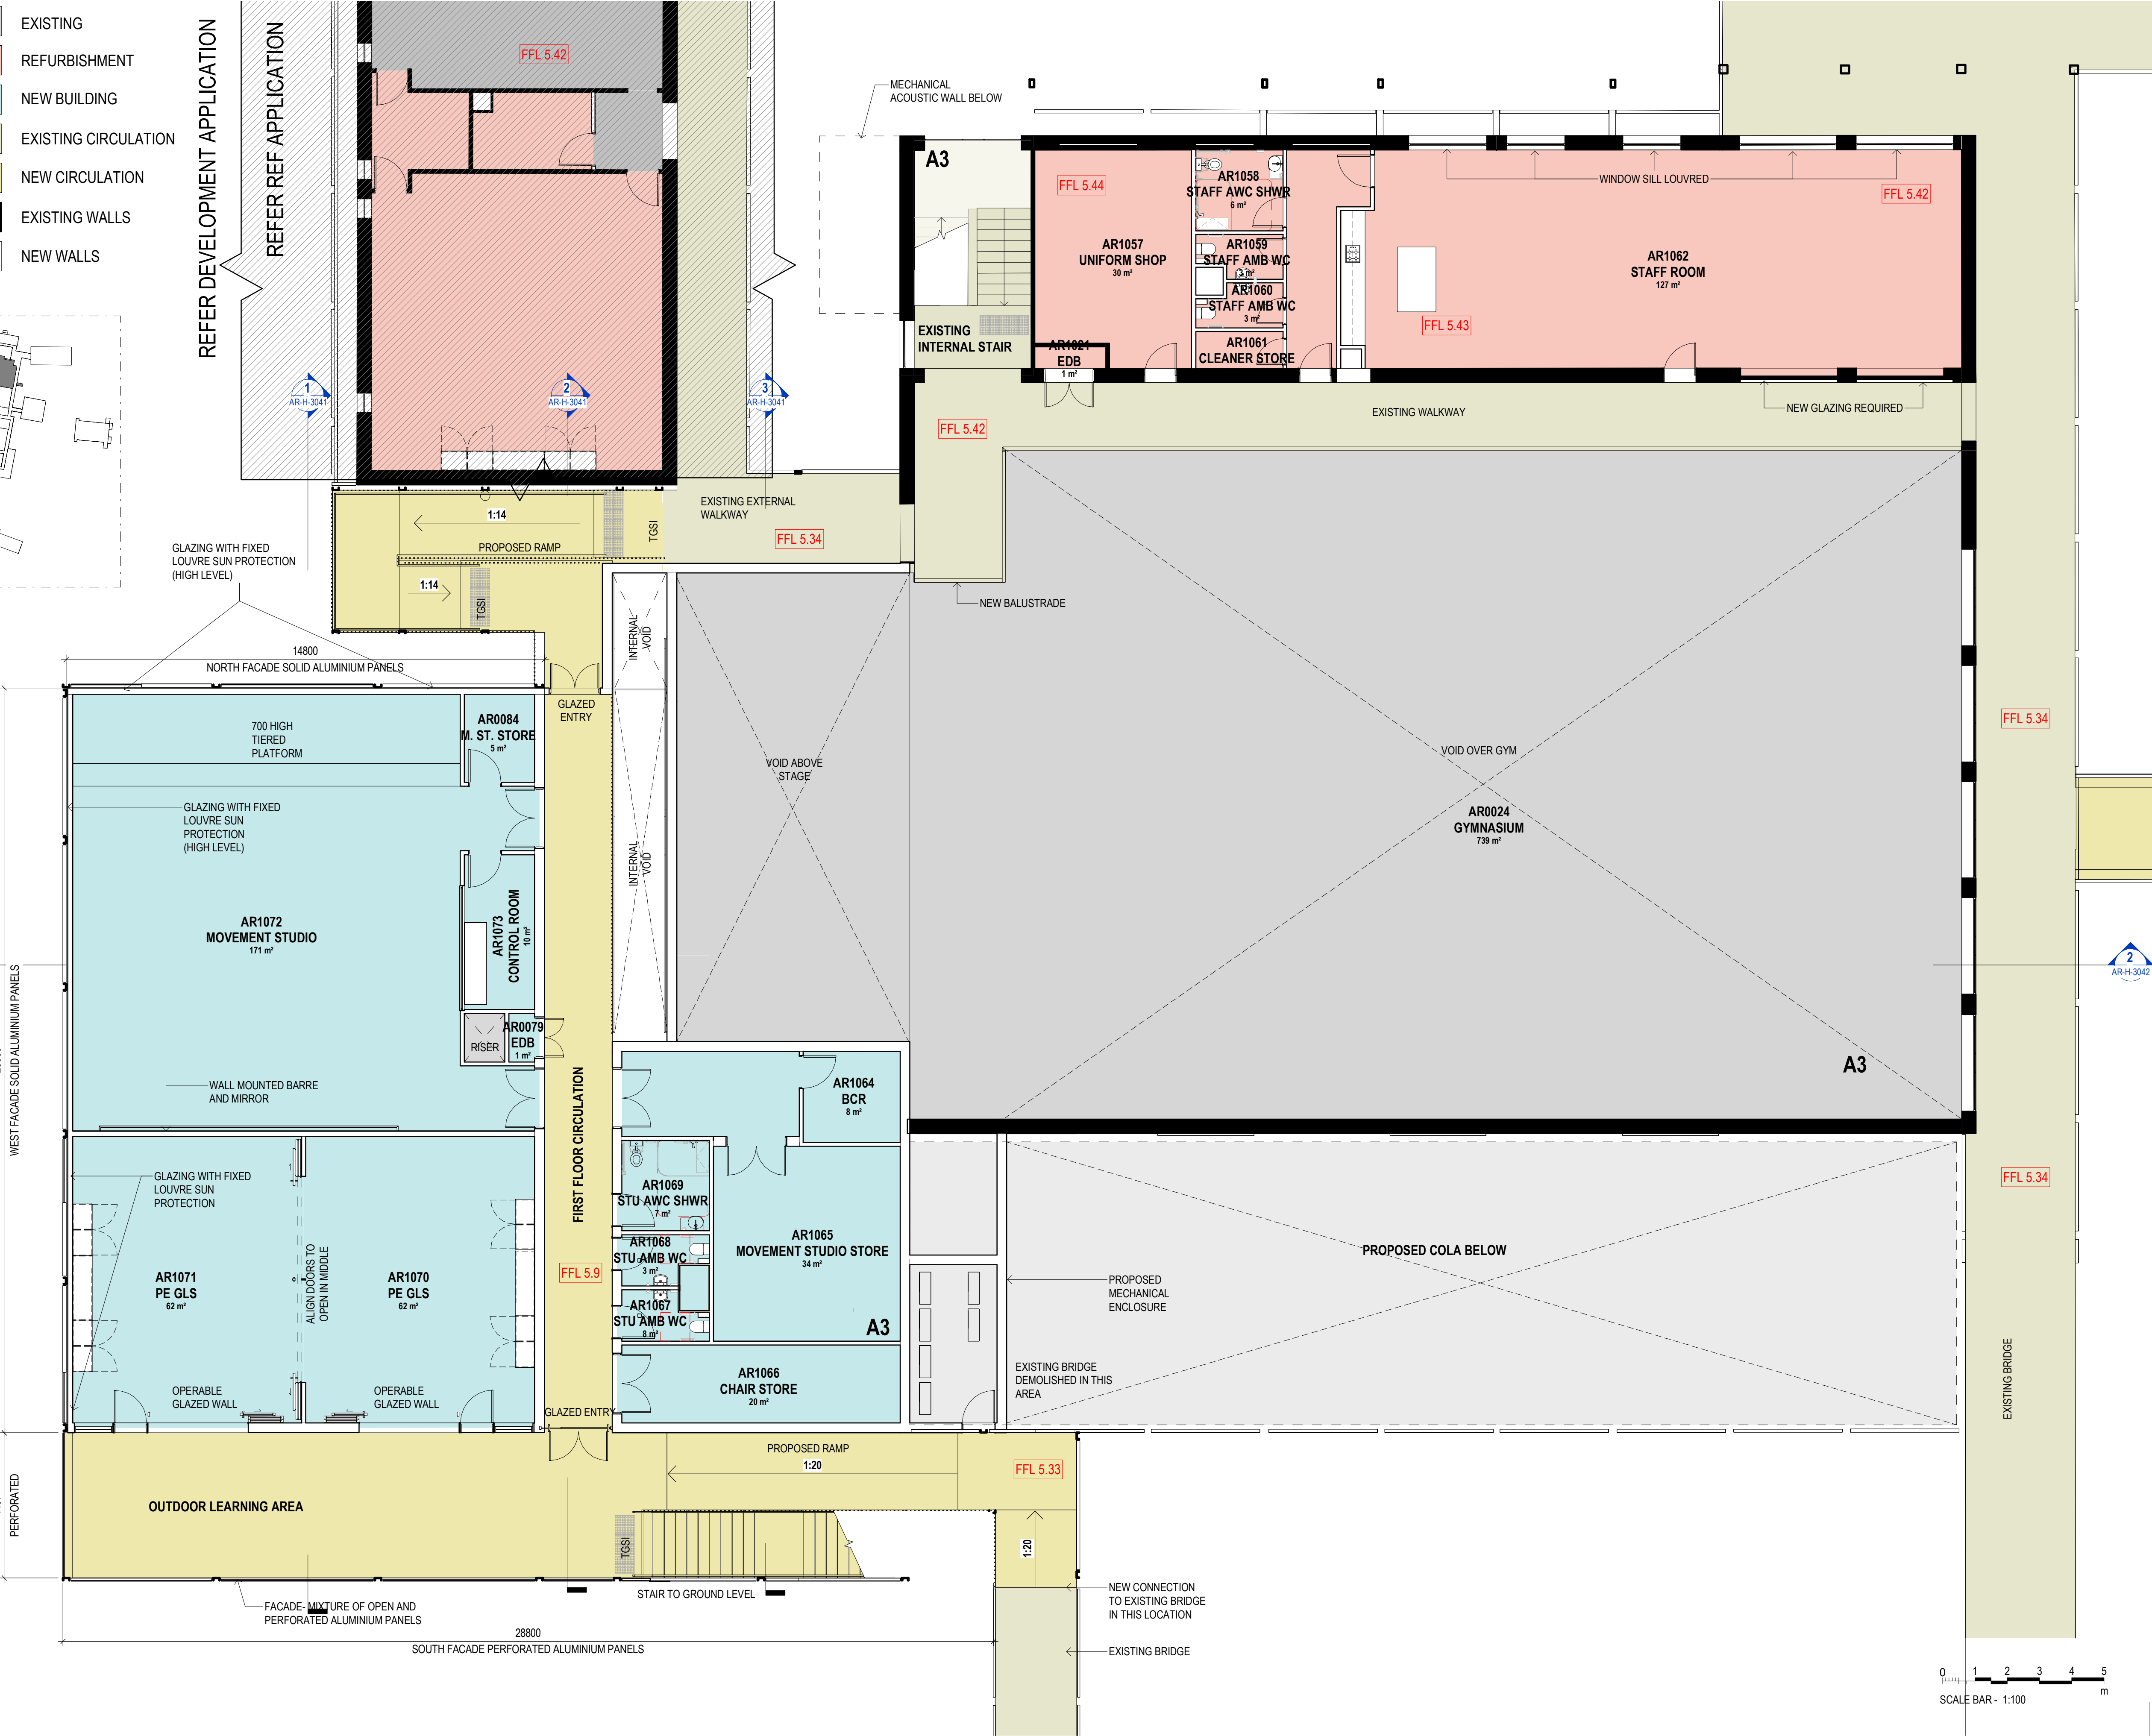 EXISTING
REFURBISHMENT
NEW BUILDING
EXISTING CIRCULATION
NEW CIRCULATION
EXISTING WALLS
NEW WALLS
REFER DEVELOPMENT APPLICATION
REFER REF APPLICATION
FFL 5.42
MECHANICAL
ACOUSTIC WALL BELOW
A3
FFL 5.44
AR1057
UNIFORM SHOP
30 m²
AR1058
STAFF AWC SHWR
6 m²
AR1059
STAFF AMB WC
3 m²
AR1060
STAFF AMB WC
3 m²
AR1061
CLEANER STORE
AR1021
EDB
1 m²
EXISTING
INTERNAL STAIR
WINDOW SILL LOUVRED
FFL 5.42
AR1062
STAFF ROOM
127 m²
FFL 5.43
1
AR-H-3041
2
AR-H-3041
3
AR-H-3041
FFL 5.42
EXISTING WALKWAY
NEW GLAZING REQUIRED
EXISTING EXTERNAL
WALKWAY
FFL 5.34
1:14
TGSI
PROPOSED RAMP
1:14
TGSI
GLAZING WITH FIXED
LOUVRE SUN PROTECTION
(HIGH LEVEL)
NEW BALUSTRADE
14800
NORTH FACADE SOLID ALUMINIUM PANELS
INTERNAL
VOID
GLAZED
ENTRY
700 HIGH
TIERED
PLATFORM
AR0084
M. ST. STORE
5 m²
VOID ABOVE
STAGE
VOID OVER GYM
AR0024
GYMNASIUM
739 m²
FFL 5.34
GLAZING WITH FIXED
LOUVRE SUN
PROTECTION
(HIGH LEVEL)
INTERNAL
VOID
AR1072
MOVEMENT STUDIO
171 m²
AR1073
CONTROL ROOM
10 m²
2
AR-H-3042
WEST FACADE SOLID ALUMINIUM PANELS
RISER
AR0079
EDB
1 m²
A3
WALL MOUNTED BARRE
AND MIRROR
FIRST FLOOR CIRCULATION
AR1064
BCR
8 m²
GLAZING WITH FIXED
LOUVRE SUN
PROTECTION
AR1069
STU AWC SHWR
7 m²
FFL 5.34
AR1068
STU AMB WC
3 m²
AR1065
MOVEMENT STUDIO STORE
34 m²
PROPOSED COLA BELOW
FFL 5.9
AR1071
PE GLS
62 m²
ALIGN DOORS TO
OPEN IN MIDDLE
AR1070
PE GLS
62 m²
AR1067
STU AMB WC
8 m²
A3
PROPOSED
MECHANICAL
ENCLOSURE
AR1066
CHAIR STORE
20 m²
EXISTING BRIDGE
DEMOLISHED IN THIS
AREA
EXISTING BRIDGE
OPERABLE
GLAZED WALL
OPERABLE
GLAZED WALL
GLAZED ENTRY
PROPOSED RAMP
1:20
FFL 5.33
PERFORATED
OUTDOOR LEARNING AREA
TGSI
1:20
STAIR TO GROUND LEVEL
NEW CONNECTION
TO EXISTING BRIDGE
IN THIS LOCATION
FACADE- MIXTURE OF OPEN AND
PERFORATED ALUMINIUM PANELS
28800
SOUTH FACADE PERFORATED ALUMINIUM PANELS
EXISTING BRIDGE
0 1 2 3 4 5
m
SCALE BAR - 1:100